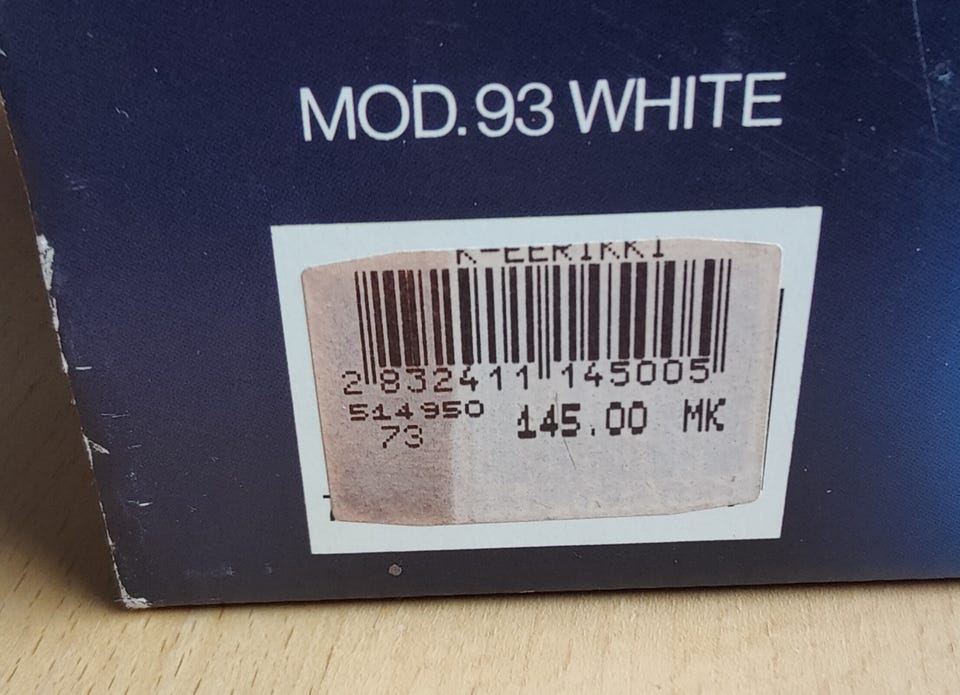 MOD.93 WHITE
K-EERIKKI
2 832411 145005
514950 145.00 MK
73